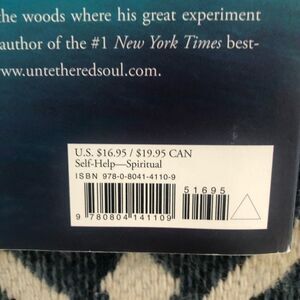 the woods where his great experiment
author of the #1 New York Times best-
www.untetheredsoul.com.
U.S. $16.95 / $19.95 CAN
Self-Help—Spiritual
ISBN 978-0-8041-4110-9
51695
9 780804 141109